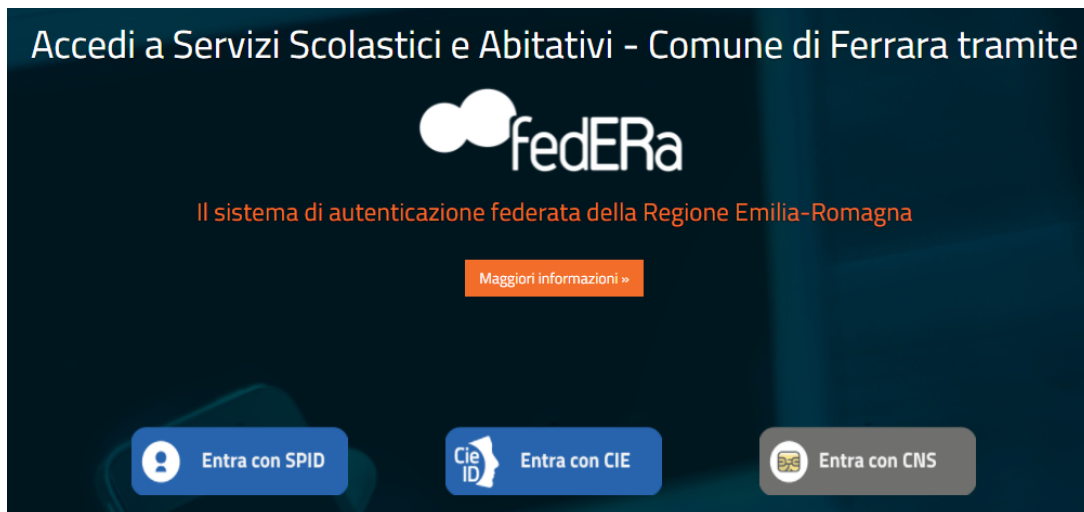 Accedi a Servizi Scolastici e Abitativi - Comune di Ferrara tramite
fedERa
Il sistema di autenticazione federata della Regione Emilia-Romagna
Maggiori informazioni »
Entra con SPID
Cie
ID
Entra con CIE
Entra con CNS